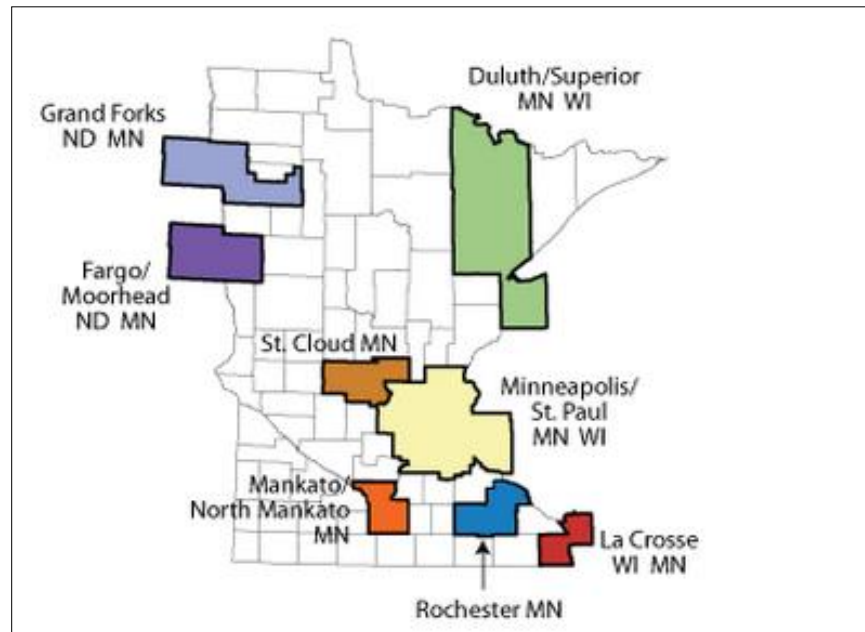 Duluth/Superior
MN WI
Grand Forks
ND MN
Fargo/
Moorhead
ND MN
St. Cloud MN
Minneapolis/
St. Paul
MN WI
Mankato/
North Mankato
MN
La Crosse
WI MN
Rochester MN